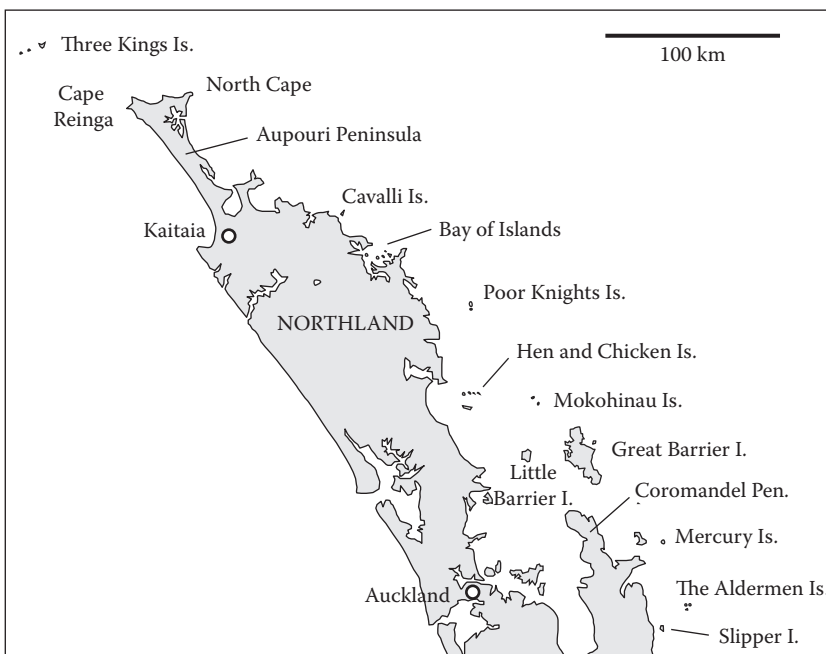 Three Kings Is.
100 km
North Cape
Cape
Reinga
Aupouri Peninsula
Cavalli Is.
Kaitaia
Bay of Islands
Poor Knights Is.
NORTHLAND
Hen and Chicken Is.
Mokohinau Is.
Great Barrier I.
Little
Barrier I.
Coromandel Pen.
Mercury Is.
The Aldermen Is.
Auckland
Slipper I.